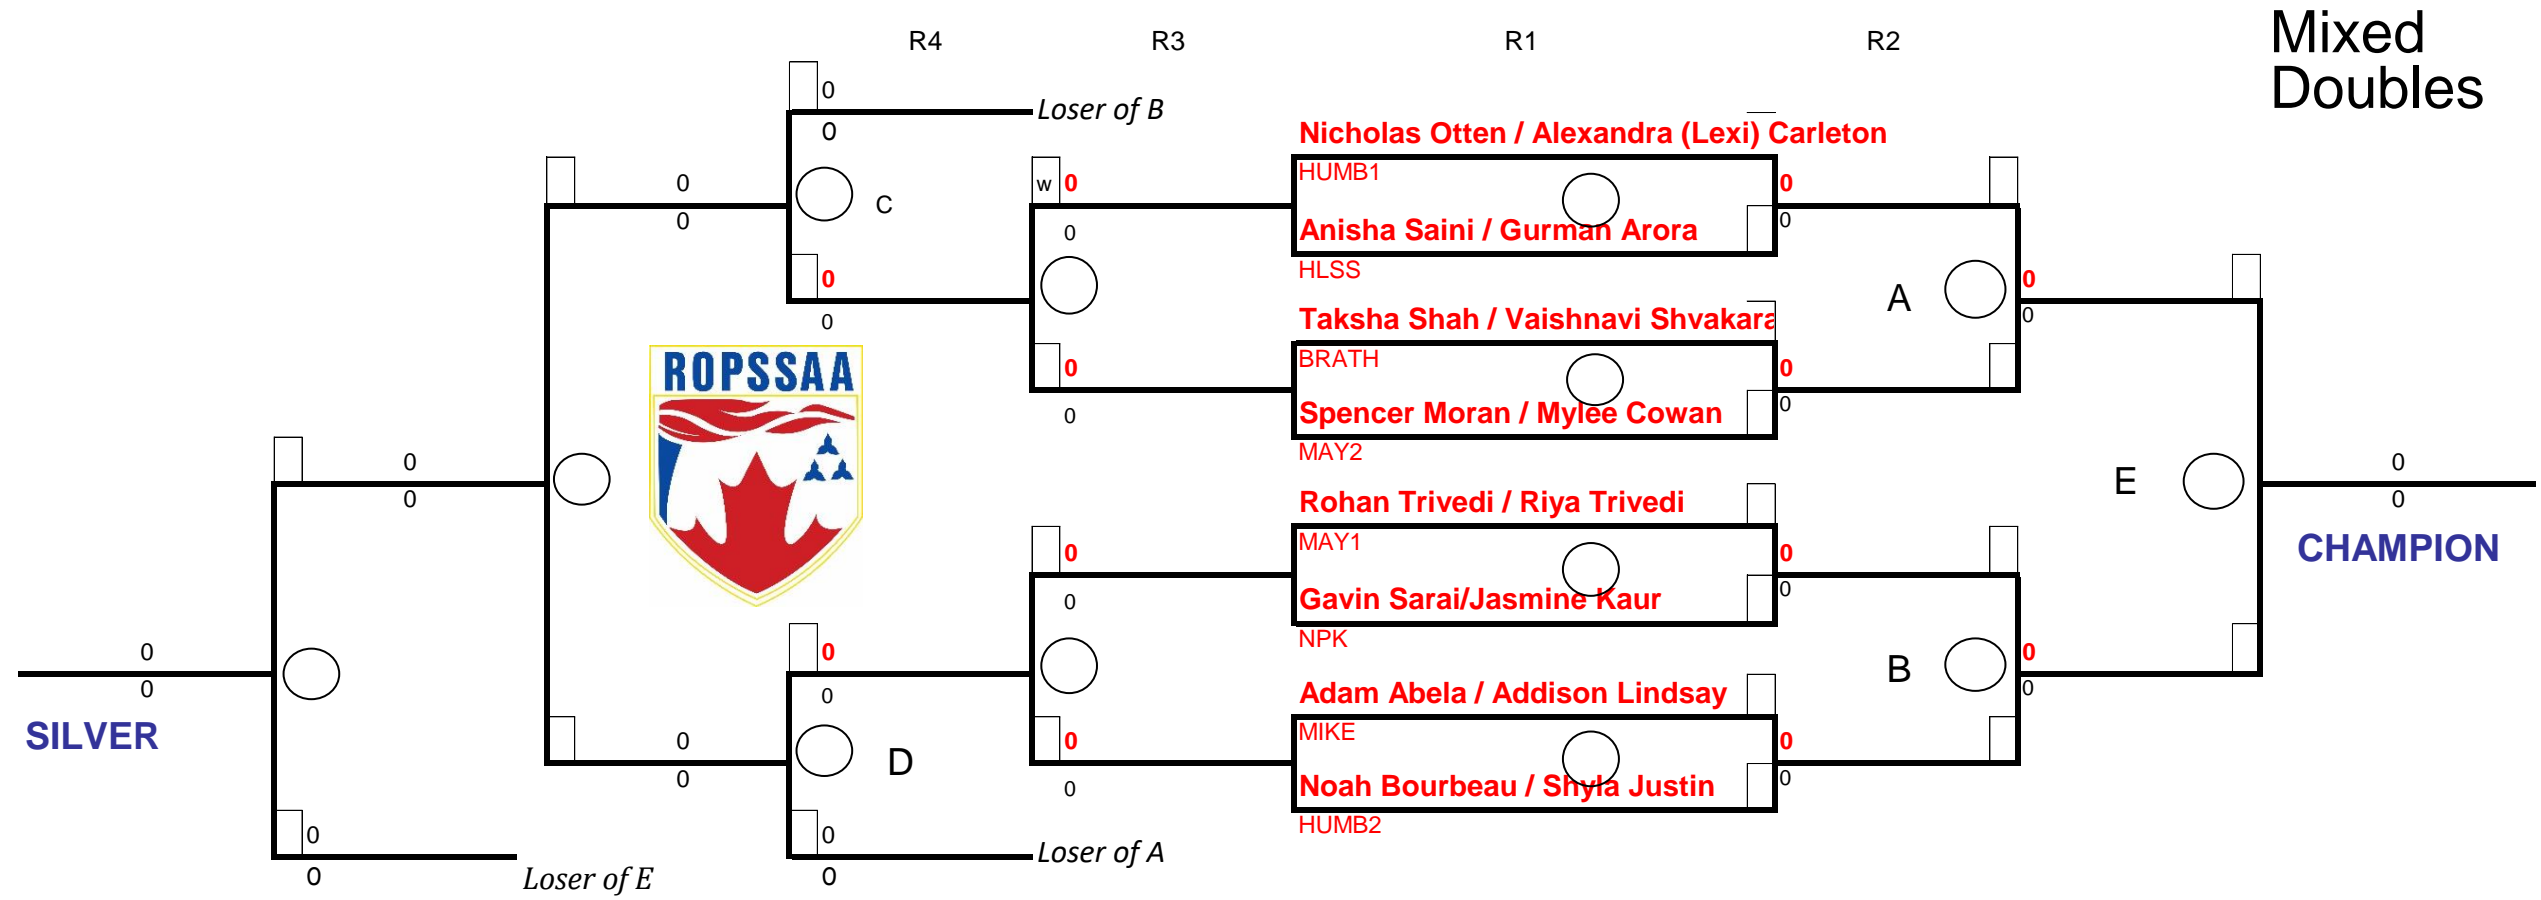 Mixed
Doubles
R4 R3 R1 R2
0
Loser of B
0
Nicholas Otten / Alexandra (Lexi) Carleton
HUMB1
0 w 0 0
0 C 0 0
Anisha Saini / Gurman Arora
HLSS
0 0
A
0 0
Taksha Shah / Vaishnavi Shvakara
BRATH
ROPSSAA
0 0
0 0
Spencer Moran / Mylee Cowan
MAY2
0 E 0
0 0
Rohan Trivedi / Riya Trivedi
MAY1
CHAMPION
0 0
0 0
Gavin Sarai/Jasmine Kaur
NPK
0 0 0
B
0 0 0
Adam Abela / Addison Lindsay
MIKE
SILVER
0 0 0
D
0 0 0
Noah Bourbeau / Shyla Justin
HUMB2
0 0
Loser of A
0 Loser of E 0